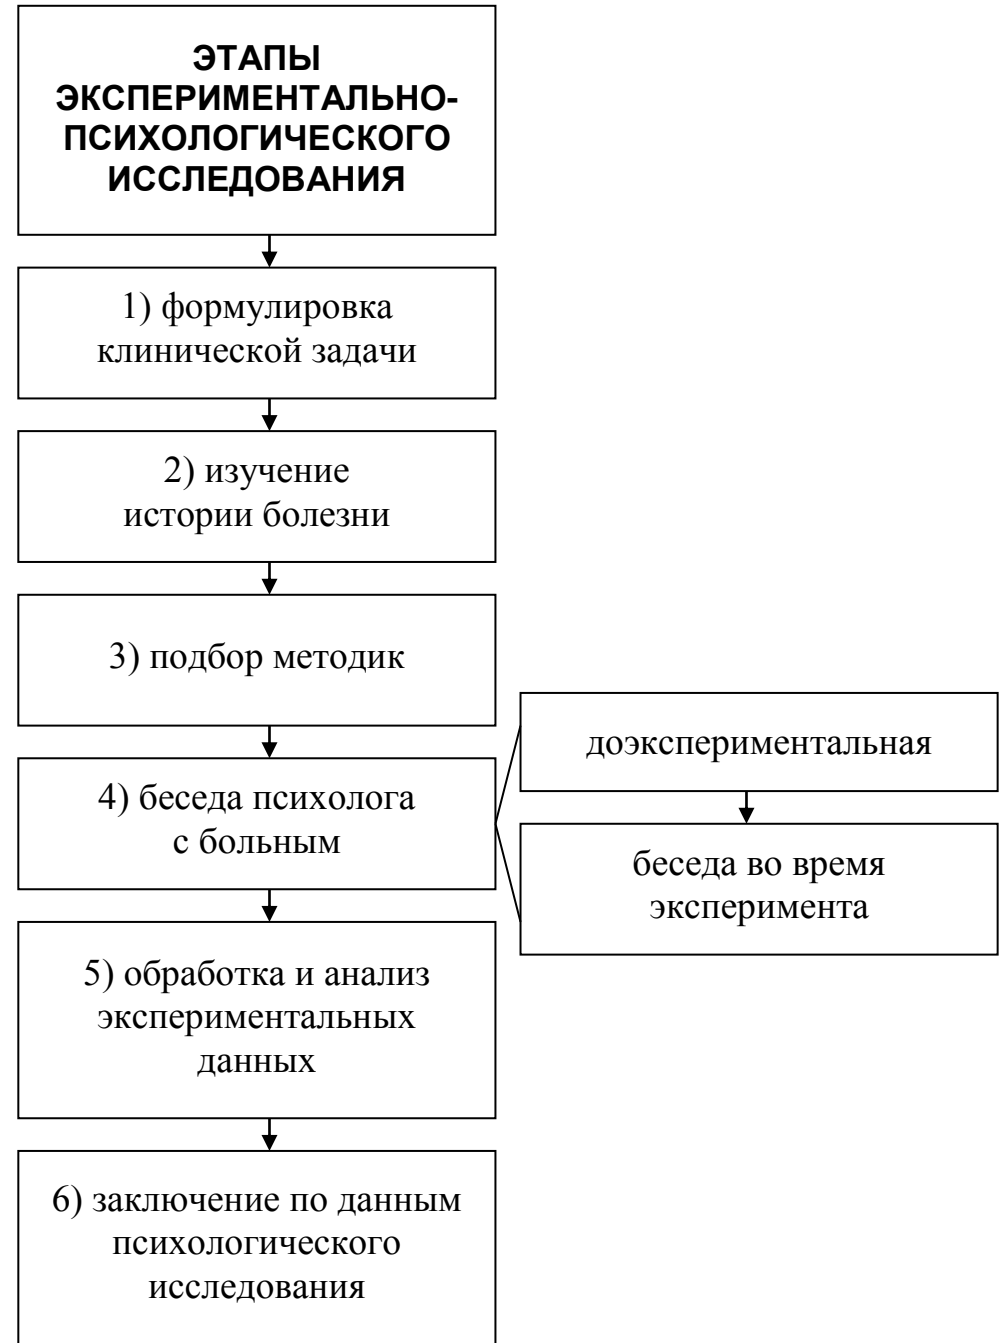 ЭТАПЫ
ЭКСПЕРИМЕНТАЛЬНО-
ПСИХОЛОГИЧЕСКОГО
ИССЛЕДОВАНИЯ
1) формулировка
клинической задачи
2) изучение
истории болезни
3) подбор методик
4) беседа психолога
с больным
доэкспериментальная
беседа во время
эксперимента
5) обработка и анализ
экспериментальных
данных
6) заключение по данным
психологического
исследования